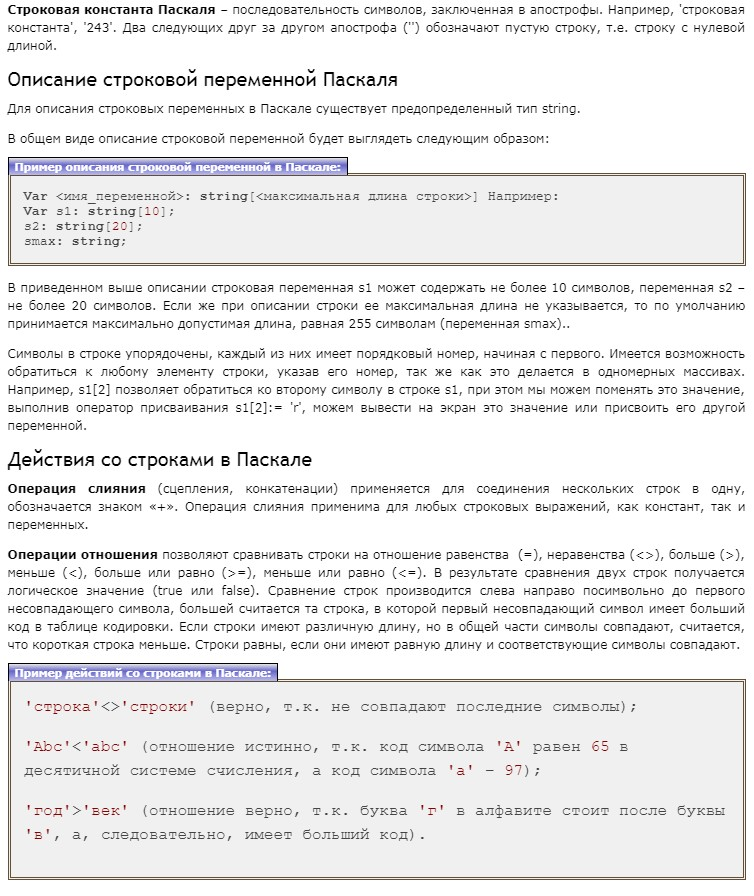 Строковая константа Паскаля – последовательность символов, заключенная в апострофы. Например, 'строковая
константа', '243'. Два следующих друг за другом апострофа ('') обозначают пустую строку, т.е. строку с нулевой
длиной.
Описание строковой переменной Паскаля
Для описания строковых переменных в Паскале существует предопределенный тип string.
В общем виде описание строковой переменной будет выглядеть следующим образом:
Пример описания строковой переменной в Паскале:
Var <имя_переменной>: string[<максимальная длина строки>] Например:
Var s1: string[10];
s2: string[20];
smax: string;
В приведенном выше описании строковая переменная s1 может содержать не более 10 символов, переменная s2 –
не более 20 символов. Если же при описании строки ее максимальная длина не указывается, то по умолчанию
принимается максимально допустимая длина, равная 255 символам (переменная smax)..
Символы в строке упорядочены, каждый из них имеет порядковый номер, начиная с первого. Имеется возможность
обратиться к любому элементу строки, указав его номер, так же как это делается в одномерных массивах.
Например, s1[2] позволяет обратиться ко второму символу в строке s1, при этом мы можем поменять это значение,
выполнив оператор присваивания s1[2]:= 'r', можем вывести на экран это значение или присвоить его другой
переменной.
Действия со строками в Паскале
Операция слияния (сцепления, конкатенации) применяется для соединения нескольких строк в одну,
обозначается знаком «+». Операция слияния применима для любых строковых выражений, как констант, так и
переменных.
Операции отношения позволяют сравнивать строки на отношение равенства (=), неравенства (<>), больше (>),
меньше (<), больше или равно (>=), меньше или равно (<=). В результате сравнения двух строк получается
логическое значение (true или false). Сравнение строк производится слева направо посимвольно до первого
несовпадающего символа, большей считается та строка, в которой первый несовпадающий символ имеет больший
код в таблице кодировки. Если строки имеют различную длину, но в общей части символы совпадают, считается,
что короткая строка меньше. Строки равны, если они имеют равную длину и соответствующие символы совпадают.
Пример действий со строками в Паскале:
'строка'<>'строки' (верно, т.к. не совпадают последние символы);
'Abc'<'abc' (отношение истинно, т.к. код символа 'A' равен 65 в
десятичной системе счисления, а код символа 'a' – 97);
'год'>'век' (отношение верно, т.к. буква 'г' в алфавите стоит после буквы
'в', а, следовательно, имеет больший код).